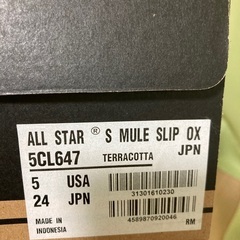 ALL STAR ® S MULE SLIP OX
5CL647 TERRACOTTA JPN
5 USA
24 JPN
31301610230
4589870920046
MADE IN RM
INDONESIA